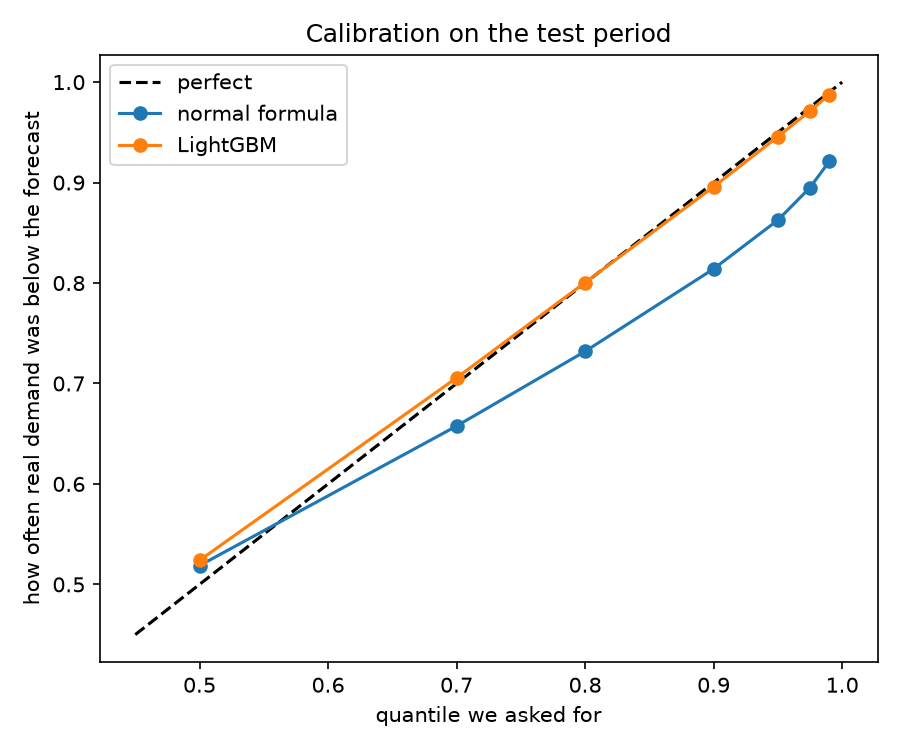 Calibration on the test period
perfect
normal formula
LightGBM
how often real demand was below the forecast
1.0
0.9
0.8
0.7
0.6
0.5
0.5 0.6 0.7 0.8 0.9 1.0
quantile we asked for